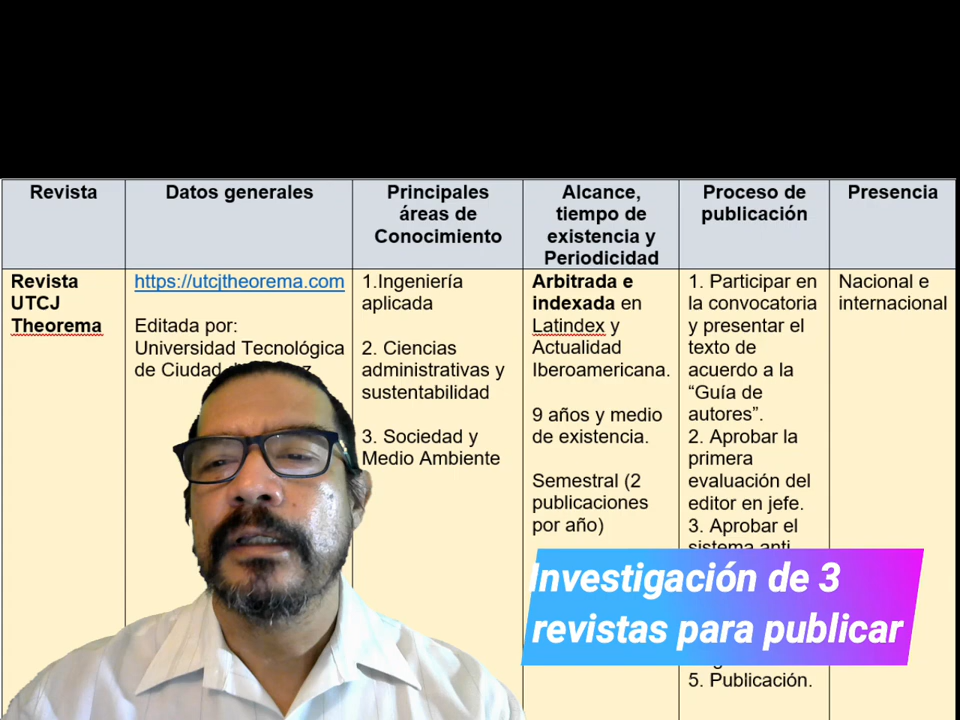 Revista
Datos generales
Principales
áreas de
Conocimiento
Alcance,
tiempo de
existencia y
Periodicidad
Proceso de
publicación
Presencia
Revista
UTCJ
Theorema
https://utcjtheorema.com
Editada por:
Universidad Tecnológica
de Ciudad
1.Ingeniería
aplicada
2. Ciencias
administrativas y
sustentabilidad
3. Sociedad y
Medio Ambiente
Arbitrada e
indexada en
Latindex y
Actualidad
Iberoamericana.
9 años y medio
de existencia.
Semestral (2
publicaciones
por año)
1. Participar en
la convocatoria
y presentar el
texto de
acuerdo a la
“Guía de
autores”.
2. Aprobar la
primera
evaluación del
editor en jefe.
3. Aprobar el
sistema anti
5. Publicación.
Nacional e
internacional
Investigación de 3
revistas para publicar